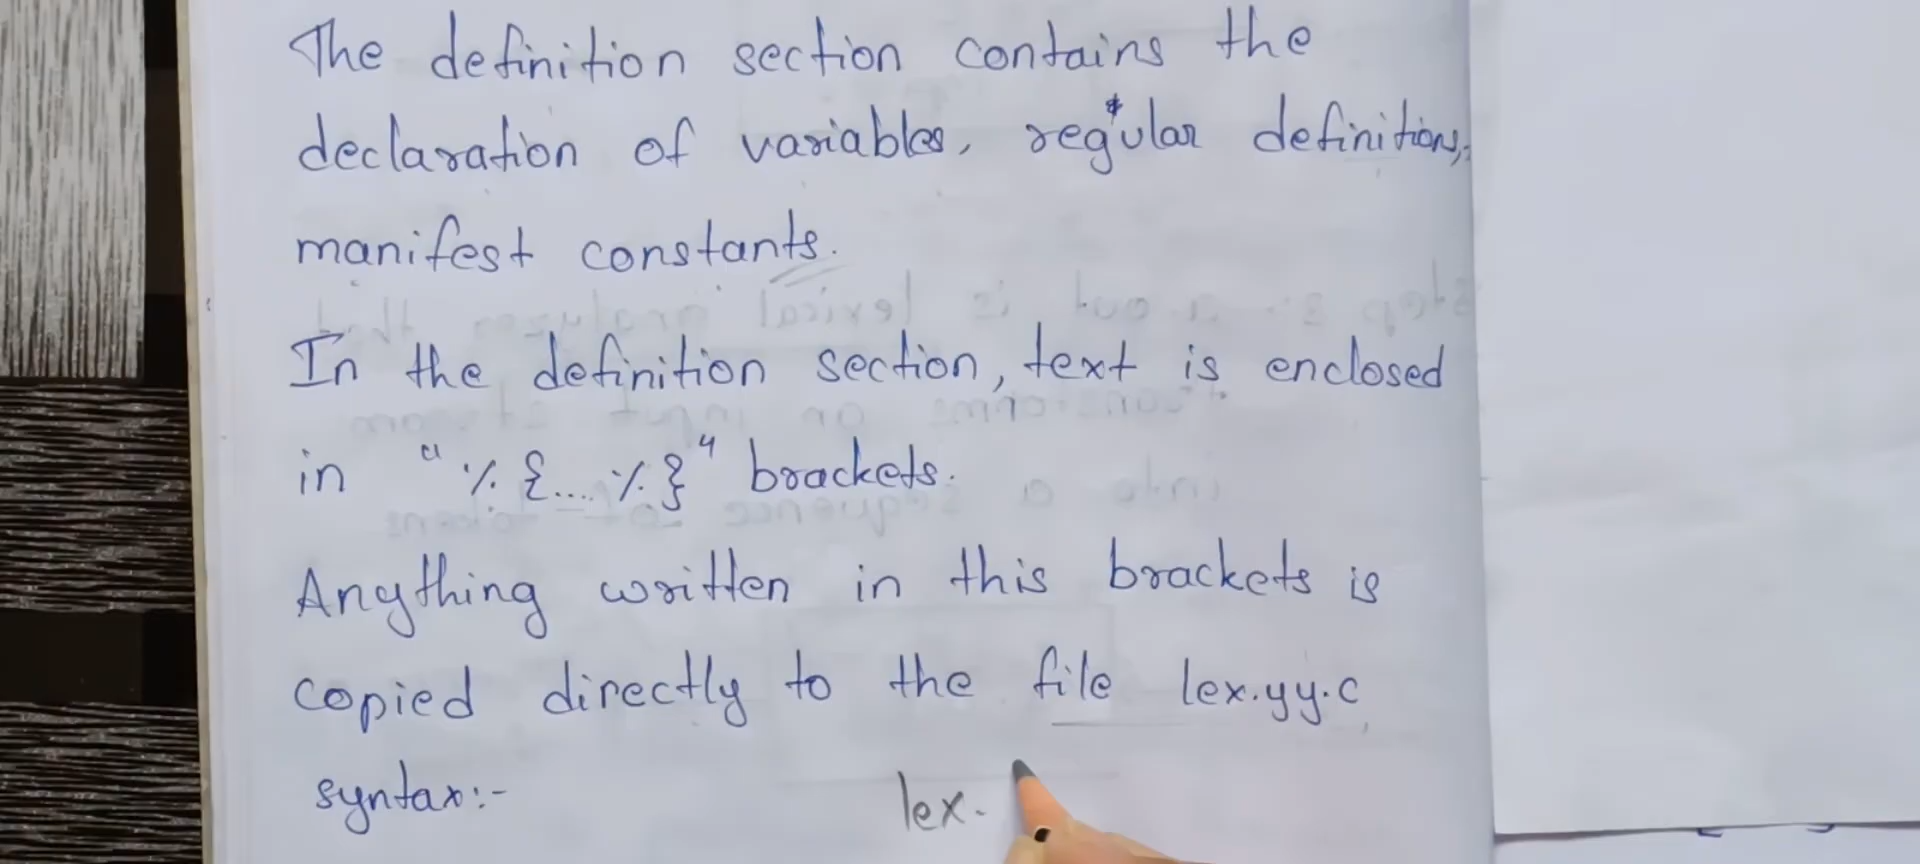 The definition section contains the
declaration of variables, regular definitions,
manifest constants.
In the definition section, text is enclosed
in "%{....%}" brackets.
Anything written in this brackets is
copied directly to the file lex.yy.c
syntax:-
lex.